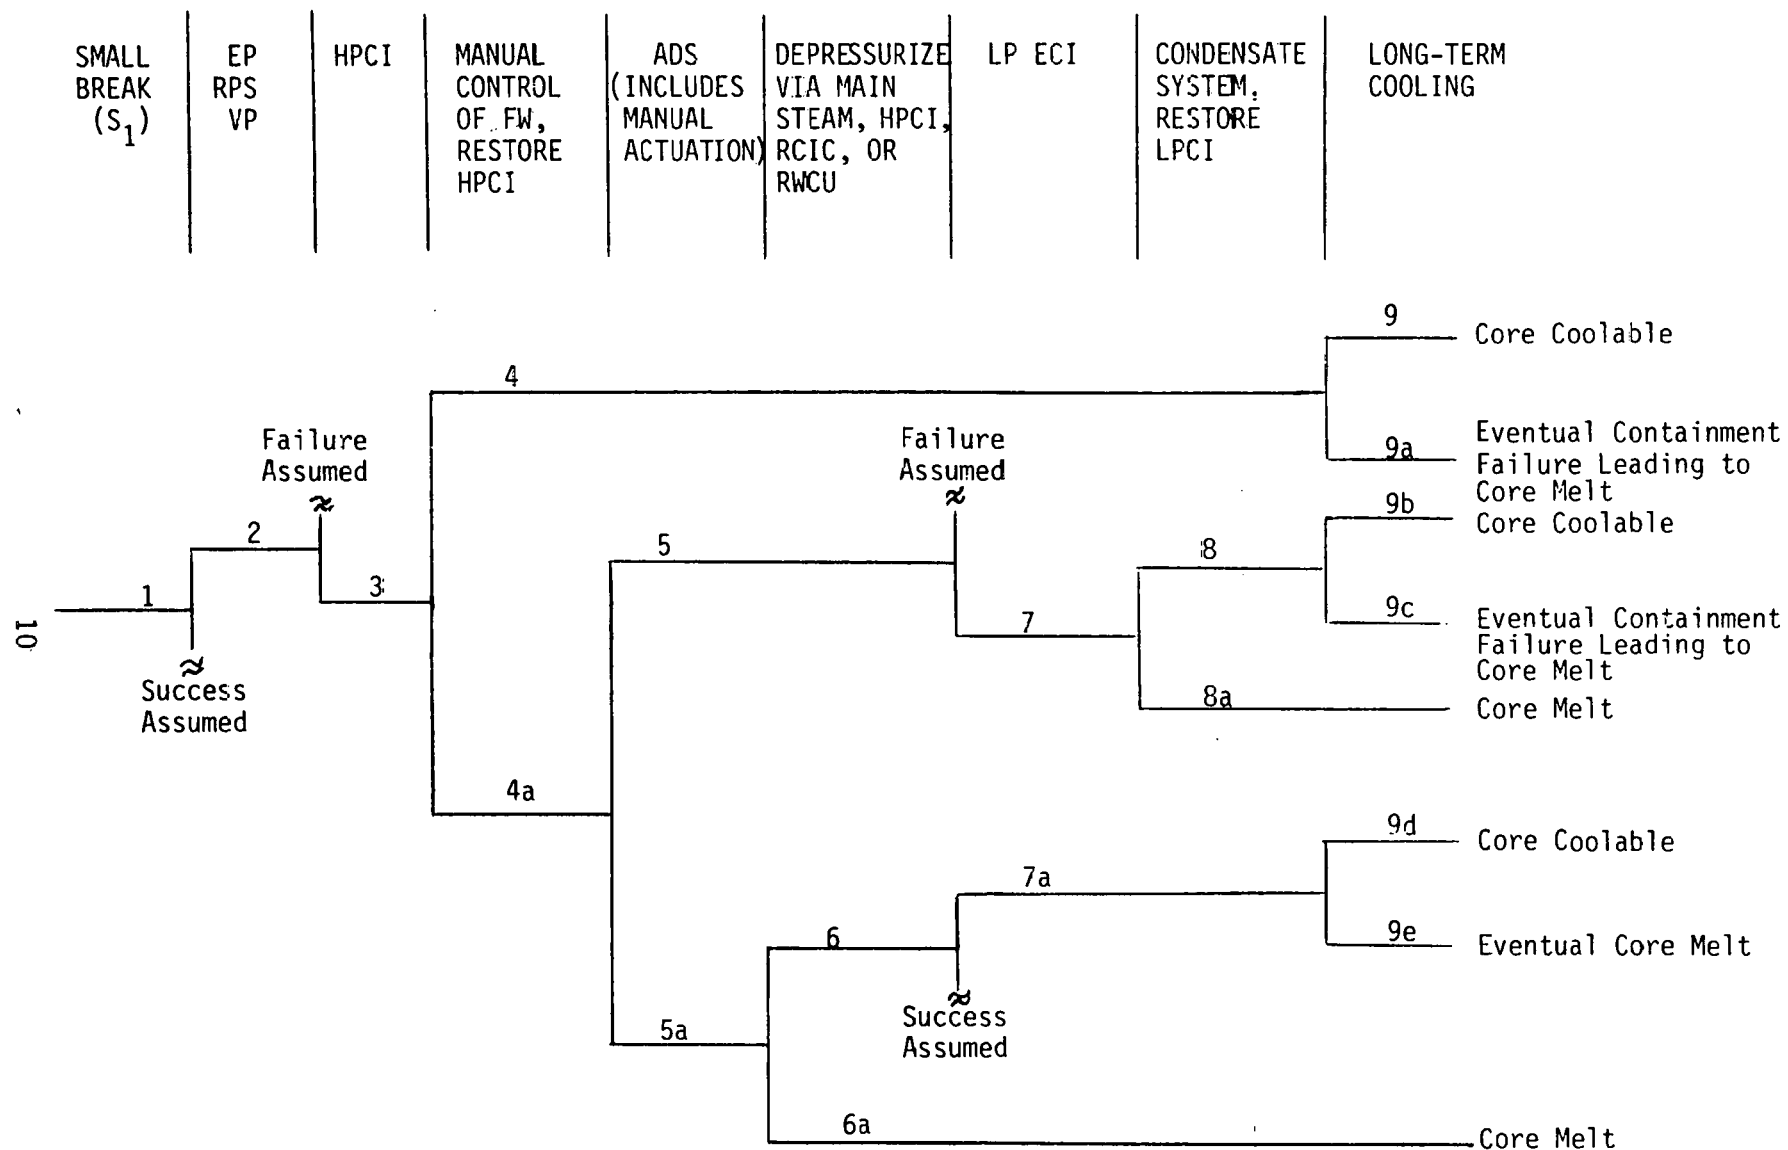 SMALL
BREAK
(S1)
EP
RPS
VP
HPCI
MANUAL
CONTROL
OF FW,
RESTORE
HPCI
ADS
(INCLUDES
MANUAL
ACTUATION)
DEPRESSURIZE
VIA MAIN
STEAM, HPCI,
RCIC, OR
RWCU
LP ECI
CONDENSATE
SYSTEM,
RESTORE
LPCI
LONG-TERM
COOLING
9
Core Coolable
4
Failure
Assumed
Failure
Assumed
9a
Eventual Containment
Failure Leading to
Core Melt
9b
Core Coolable
2
5
8
1
3
7
9c
Eventual Containment
Failure Leading to
Core Melt
10
Success
Assumed
8a
Core Melt
4a
9d
Core Coolable
7a
6
9e
Eventual Core Melt
Success
Assumed
5a
6a
Core Melt